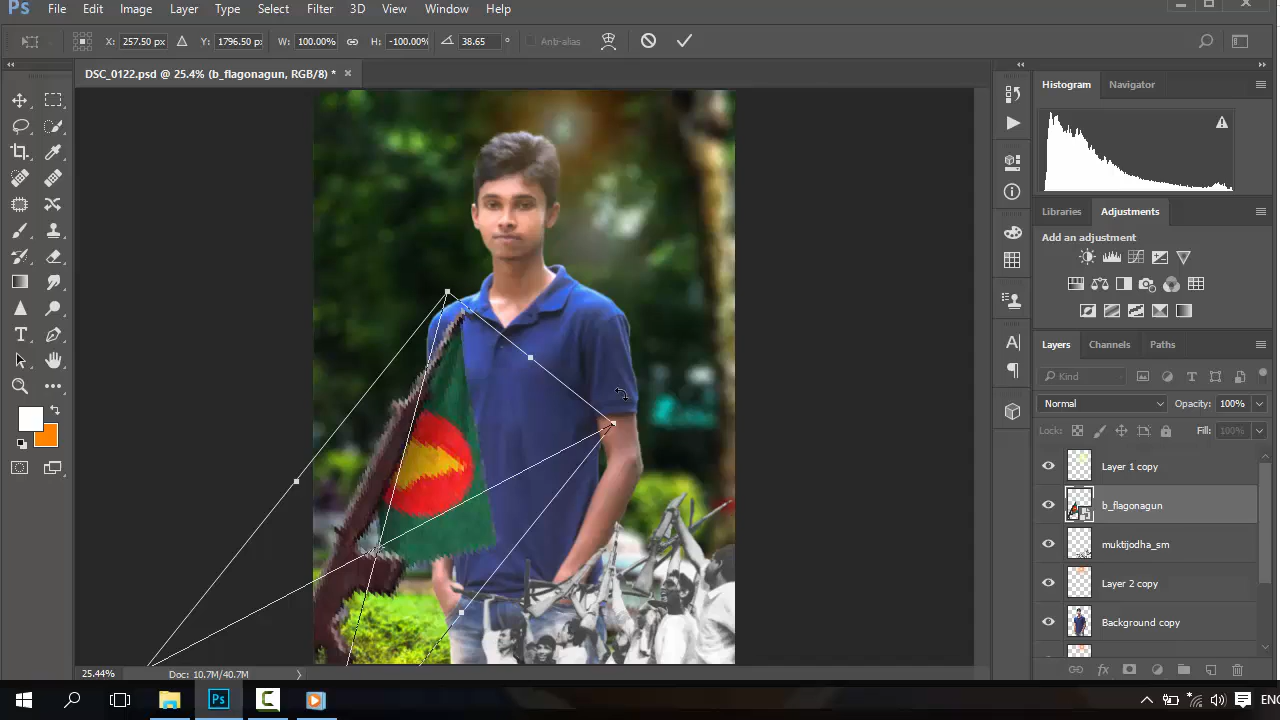 Ps File Edit Image Layer Type Select Filter 3D View Window Help
X: 257.50 px Y: 1796.50 px W: 100.00% H: -100.00% 38.65 ° Anti-alias
DSC_0122.psd @ 25.4% (b_flagonagun, RGB/8) * ×
Histogram Navigator
Libraries Adjustments
Add an adjustment
Layers Channels Paths
Kind
Normal Opacity: 100%
Lock: Fill: 100%
Layer 1 copy
b_flagonagun
muktijodha_sm
Layer 2 copy
Background copy
25.44% Doc: 10.7M/40.7M
Ps ENG